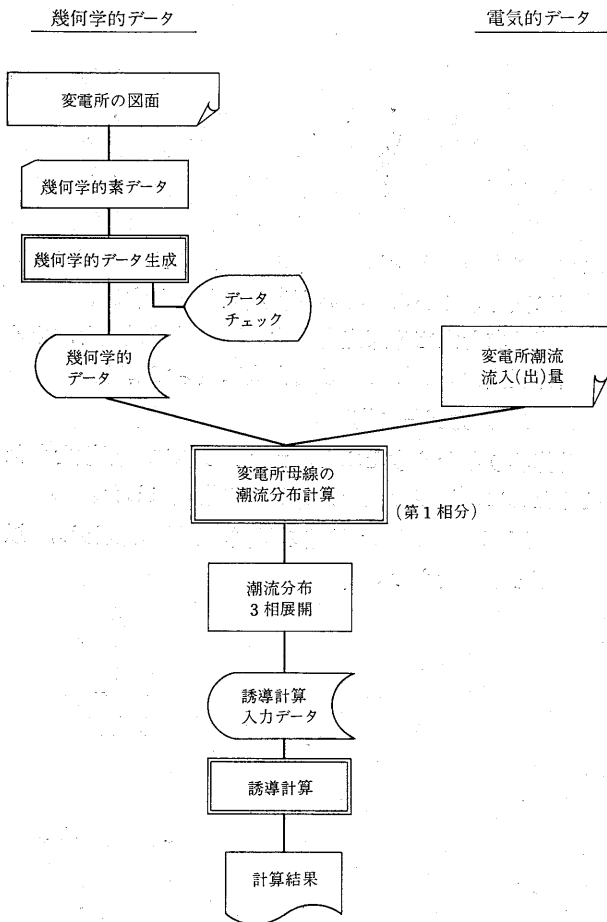 幾何学的データ
電気的データ
変電所の図面
幾何学的素データ
幾何学的データ生成
データ
チェック
幾何学的
データ
変電所潮流
流入(出)量
変電所母線の
潮流分布計算
(第1相分)
潮流分布
3相展開
誘導計算
入力データ
誘導計算
計算結果